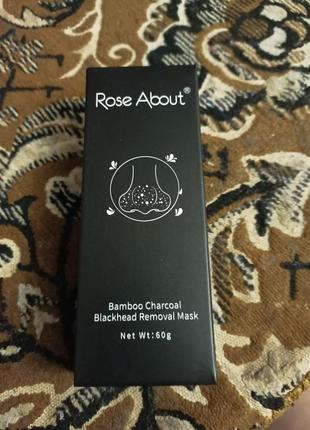 Rose About®
Bamboo Charcoal
Blackhead Removal Mask
Net Wt:60g